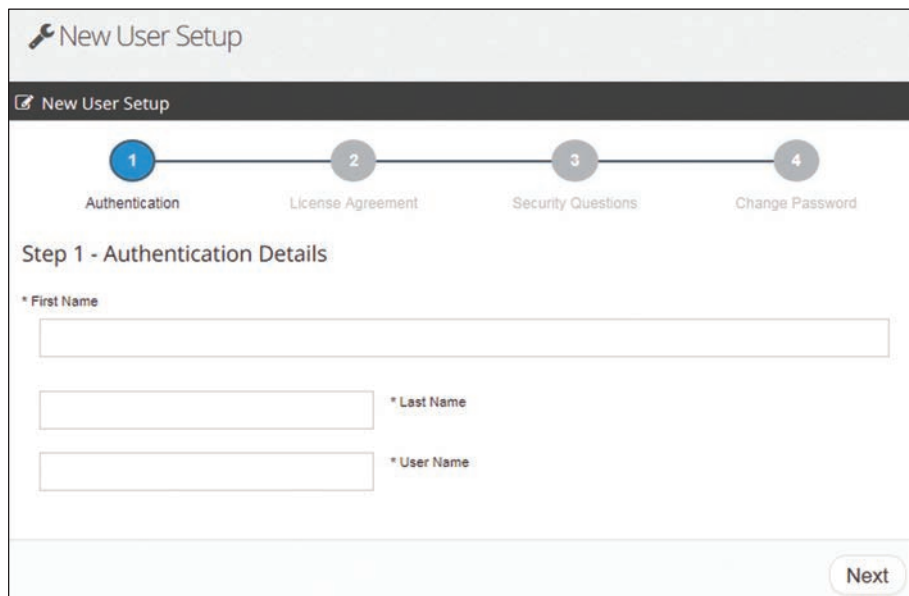 New User Setup
New User Setup
1 2 3 4
Authentication License Agreement Security Questions Change Password
Step 1 - Authentication Details
* First Name
* Last Name
* User Name
Next